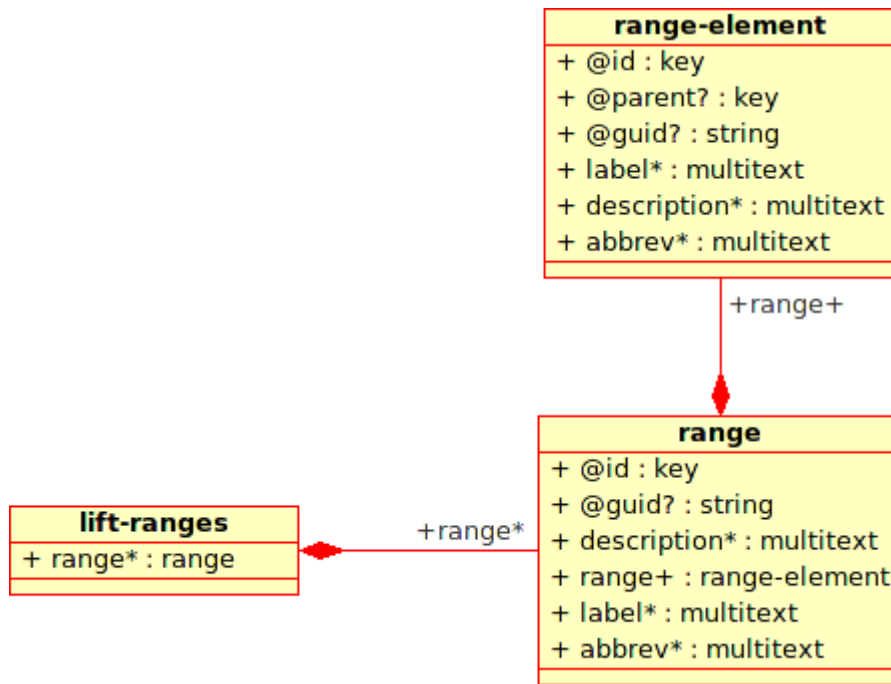 range-element
+ @id : key
+ @parent? : key
+ @guid? : string
+ label* : multitext
+ description* : multitext
+ abbrev* : multitext
+range+
range
+ @id : key
+ @guid? : string
+ description* : multitext
+ range+ : range-element
+ label* : multitext
+ abbrev* : multitext
lift-ranges
+ range* : range
+range*